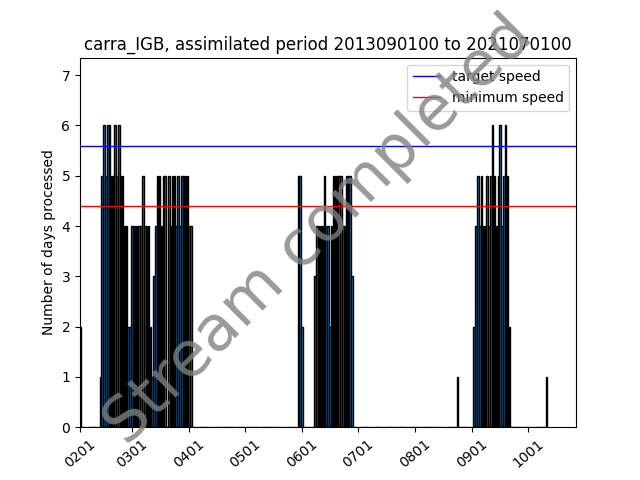 carra_IGB, assimilated period 2013090100 to 2021070100
target speed
minimum speed
Number of days processed
7
6
5
4
3
2
1
0
0201 0301 0401 0501 0601 0701 0801 0901 1001
Stream completed